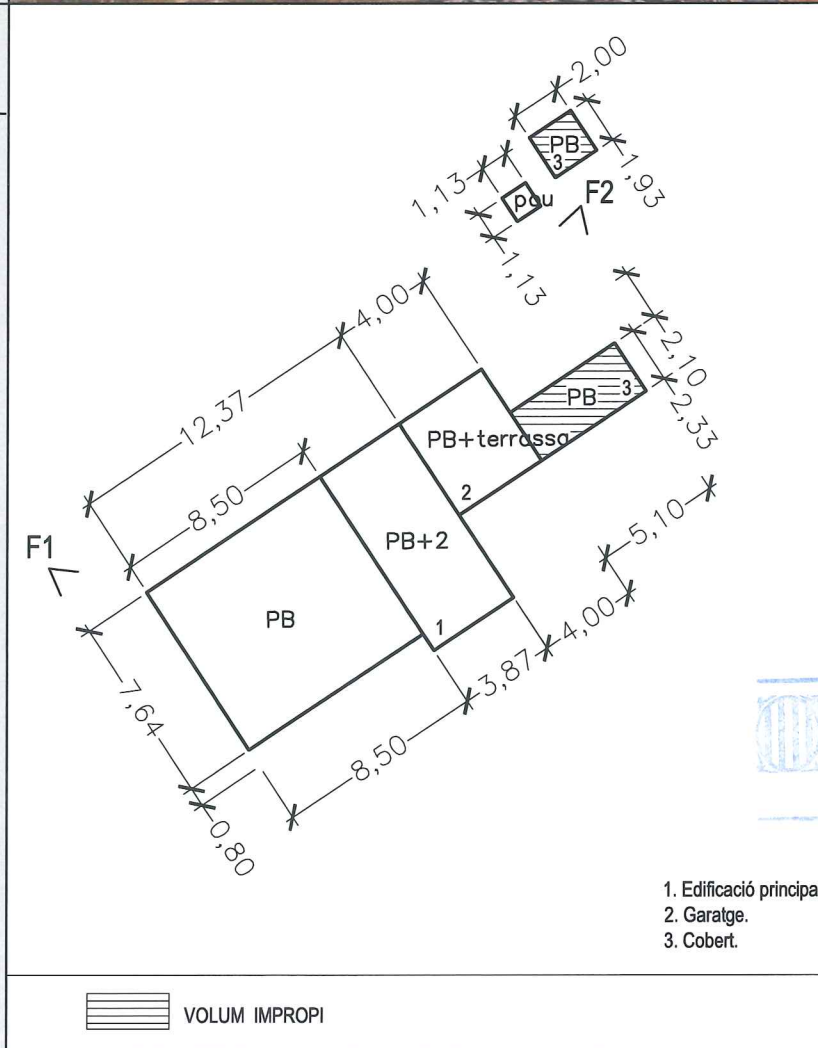 2,00
PB
3
1,93
1,13
pou
F2
1,13
4,00
12,37
8,50
2,10
PB
3
2,33
PB+terrassa
2
5,10
F1
PB+2
PB
1
4,00
3,87
7,64
8,50
0,80
1. Edificació principa
2. Garatge.
3. Cobert.
VOLUM IMPROPI